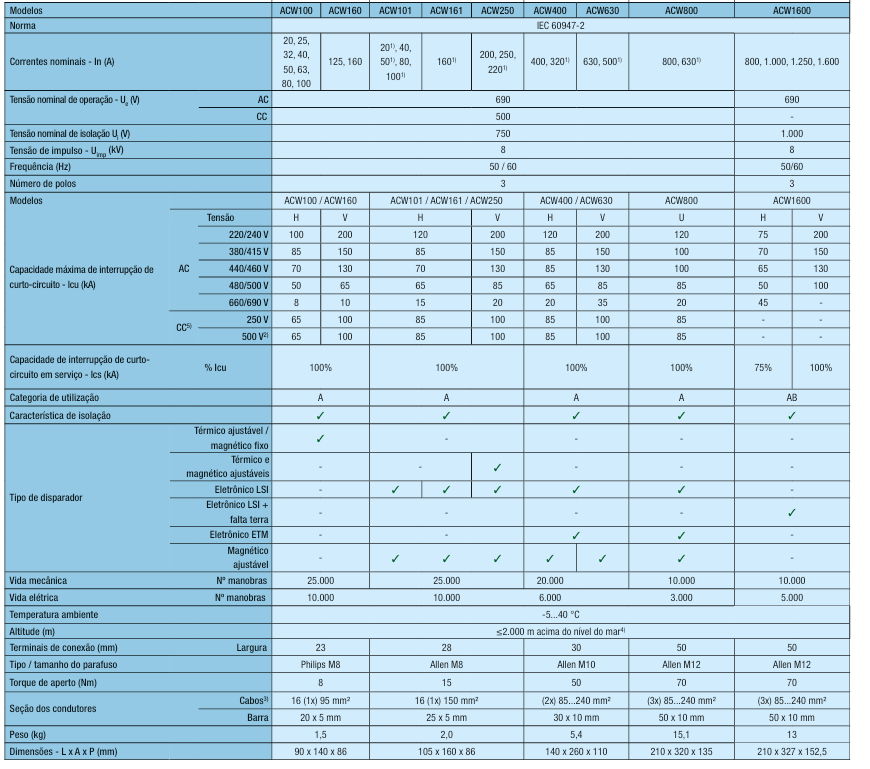 Modelos ACW100 ACW160 ACW101 ACW161 ACW250 ACW400 ACW630 ACW800 ACW1600
Norma IEC 60947-2
Correntes nominais - In (A)
20, 25,
32, 40,
50, 63,
80, 100
125, 160
20¹⁾, 40,
50¹⁾, 80,
100¹⁾
160¹⁾
200, 250,
220¹⁾
400, 320¹⁾
630, 500¹⁾
800, 630¹⁾
800, 1.000, 1.250, 1.600
Tensão nominal de operação - Uₑ (V) AC 690 690
CC 500 -
Tensão nominal de isolação Uᵢ (V) 750 1.000
Tensão de impulso - Uimp (kV) 8 8
Frequência (Hz) 50 / 60 50/60
Número de polos 3 3
Modelos ACW100 / ACW160 ACW101 / ACW161 / ACW250 ACW400 / ACW630 ACW800 ACW1600
Capacidade máxima de interrupção de
curto-circuito - Icu (kA)
Tensão H V H V H V U H V
AC
220/240 V 100 200 120 200 120 200 120 75 200
380/415 V 85 150 85 150 85 150 100 70 150
440/460 V 70 130 70 130 85 130 100 65 130
480/500 V 50 65 65 85 65 85 85 50 100
660/690 V 8 10 15 20 20 35 20 45 -
CC⁵⁾
250 V 65 100 85 100 85 100 85 - -
500 V²⁾ 65 100 85 100 85 100 85 - -
Capacidade de interrupção de curto-
circuito em serviço - Ics (kA)
% Icu 100% 100% 100% 100% 75% 100%
Categoria de utilização A A A A AB
Característica de isolação ✓ ✓ ✓ ✓ ✓
Tipo de disparador
Térmico ajustável /
magnético fixo
✓ - - - -
Térmico e
magnético ajustáveis
- - ✓ - - -
Eletrônico LSI - ✓ ✓ ✓ ✓ ✓ -
Eletrônico LSI +
falta terra
- - - - ✓
Eletrônico ETM - - ✓ ✓ -
Magnético
ajustável
- ✓ ✓ ✓ ✓ ✓ ✓ -
Vida mecânica Nº manobras 25.000 25.000 20.000 10.000 10.000
Vida elétrica Nº manobras 10.000 10.000 6.000 3.000 5.000
Temperatura ambiente -5...40 °C
Altitude (m) ≤2.000 m acima do nível do mar⁴⁾
Terminais de conexão (mm) Largura 23 28 30 50 50
Tipo / tamanho do parafuso Philips M8 Allen M8 Allen M10 Allen M12 Allen M12
Torque de aperto (Nm) 8 15 50 70 70
Seção dos condutores
Cabos³⁾ 16 (1x) 95 mm² 16 (1x) 150 mm² (2x) 85...240 mm² (3x) 85...240 mm² (3x) 85...240 mm²
Barra 20 x 5 mm 25 x 5 mm 30 x 10 mm 50 x 10 mm 50 x 10 mm
Peso (kg) 1,5 2,0 5,4 15,1 13
Dimensões - L x A x P (mm) 90 x 140 x 86 105 x 160 x 86 140 x 260 x 110 210 x 320 x 135 210 x 327 x 152,5